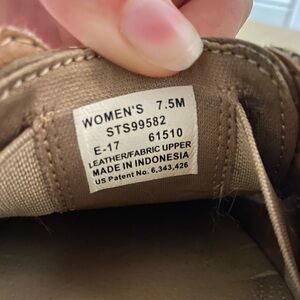 WOMEN'S 7.5M
STS99582
E-17 61510
LEATHER/FABRIC UPPER
MADE IN INDONESIA
US Patent No. 6,343,426